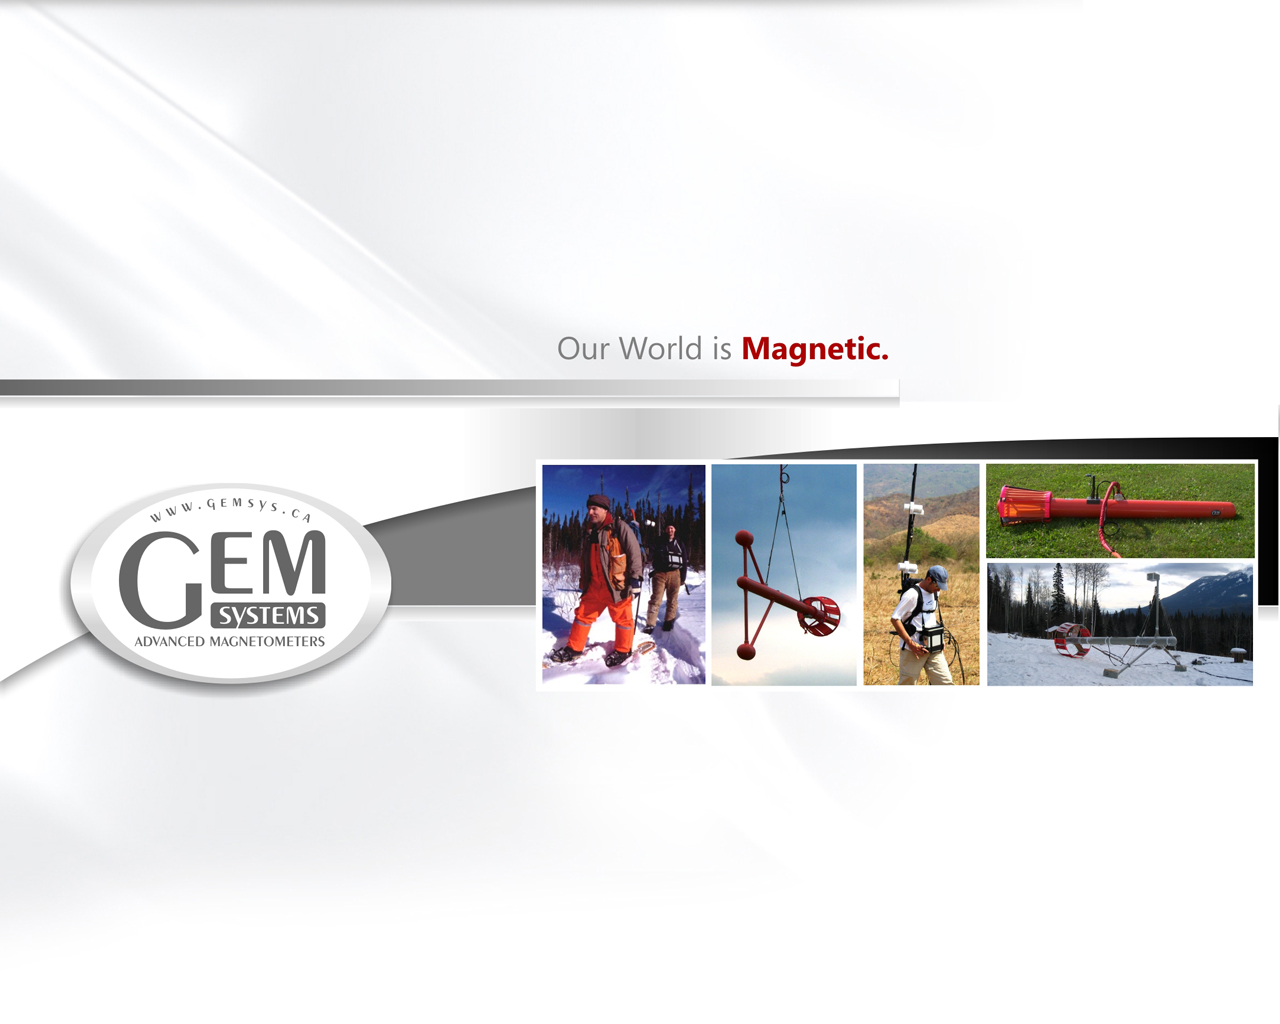 Our World is Magnetic.
WWW.GEMSYS.CA
GEM
SYSTEMS
ADVANCED MAGNETOMETERS